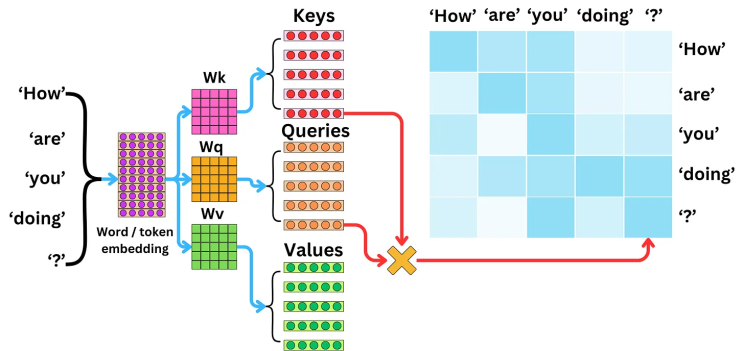 Keys
‘How’ ‘are’ ‘you’ ‘doing’ ‘?’
‘How’
Wk
‘How’
‘are’
‘are’
Queries
‘you’
Wq
‘you’
‘doing’
‘doing’
Wv
‘?’
Word / token
embedding
Values
‘?’